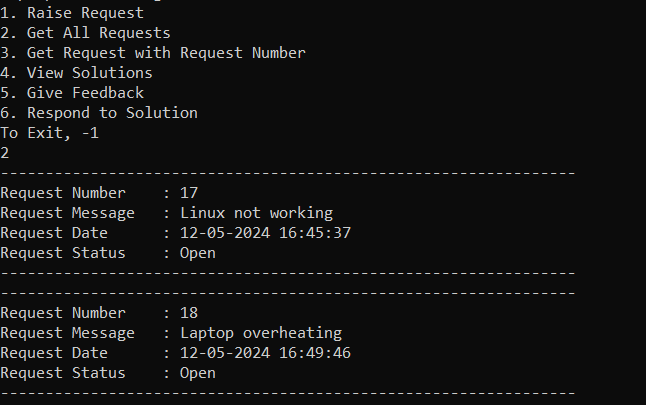 1. Raise Request
2. Get All Requests
3. Get Request with Request Number
4. View Solutions
5. Give Feedback
6. Respond to Solution
To Exit, -1
2
----------------------------------------------------------------
Request Number    : 17
Request Message   : Linux not working
Request Date      : 12-05-2024 16:45:37
Request Status    : Open
----------------------------------------------------------------
----------------------------------------------------------------
Request Number    : 18
Request Message   : Laptop overheating
Request Date      : 12-05-2024 16:49:46
Request Status    : Open
----------------------------------------------------------------